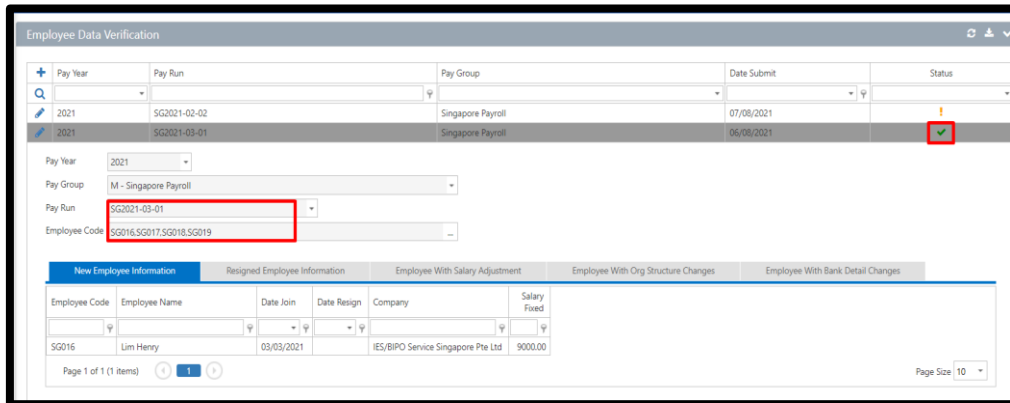 Employee Data Verification
Pay Year Pay Run Pay Group Date Submit Status
2021 SG2021-02-02 Singapore Payroll 07/08/2021
2021 SG2021-03-01 Singapore Payroll 06/08/2021
Pay Year 2021
Pay Group M - Singapore Payroll
Pay Run SG2021-03-01
Employee Code SG016,SG017,SG018,SG019 ...
New Employee Information Resigned Employee Information Employee With Salary Adjustment Employee With Org Structure Changes Employee With Bank Detail Changes
Employee Code Employee Name Date Join Date Resign Company Salary
Fixed
SG016 Lim Henry 03/03/2021 IES/BIPO Service Singapore Pte Ltd 9000.00
Page 1 of 1 (1 items) 1 Page Size 10